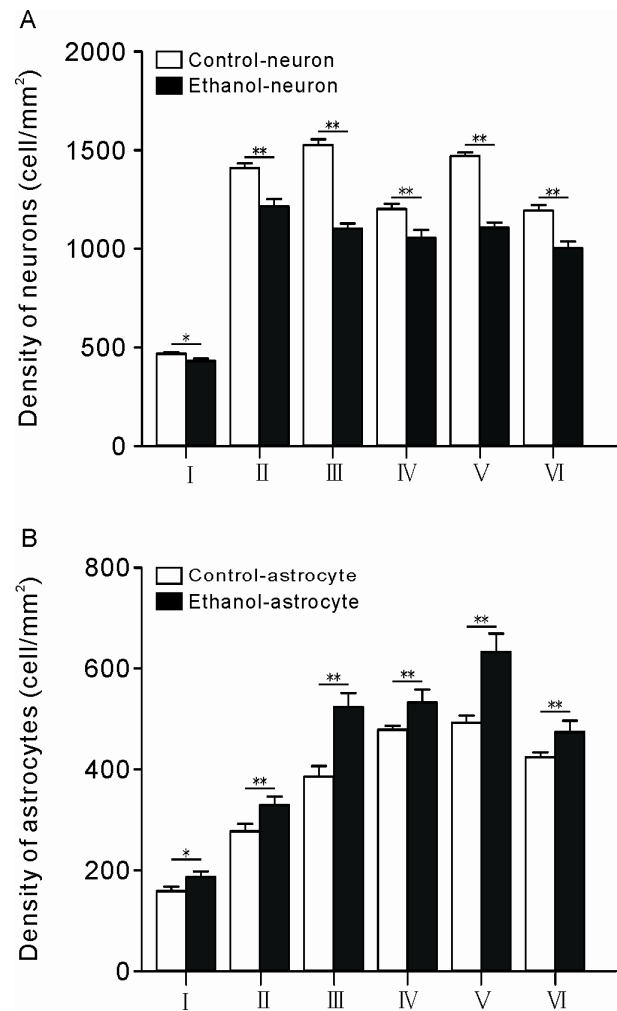 A
Density of neurons (cell/mm²)
2000
1500
1000
500
0
Control-neuron
Ethanol-neuron
*
**
**
**
**
**
Ⅰ Ⅱ Ⅲ Ⅳ Ⅴ Ⅵ
B
Density of astrocytes (cell/mm²)
800
600
400
200
0
Control-astrocyte
Ethanol-astrocyte
*
**
**
**
**
**
Ⅰ Ⅱ Ⅲ Ⅳ Ⅴ Ⅵ